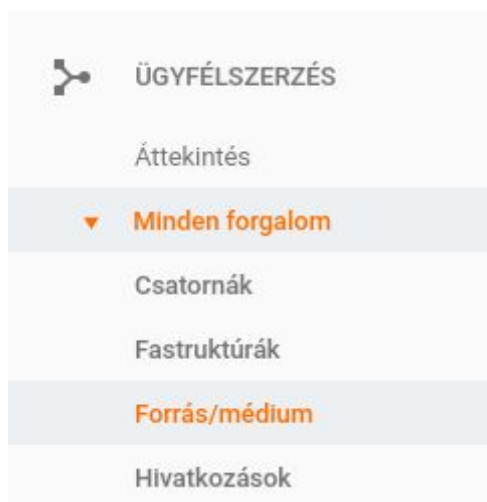 ÜGYFÉLSZERZÉS
Áttekintés
Minden forgalom
Csatornák
Fastruktúrák
Forrás/médium
Hivatkozások